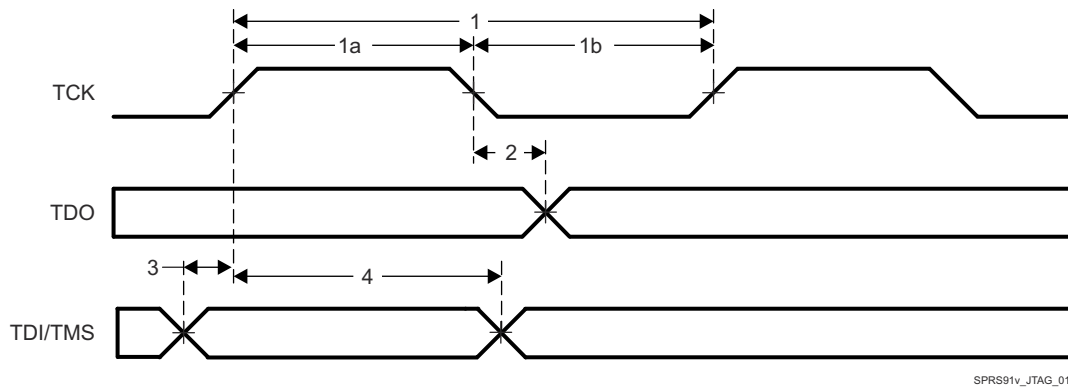 1
1a
1b
TCK
2
TDO
3
4
TDI/TMS
SPRS91v_JTAG_01